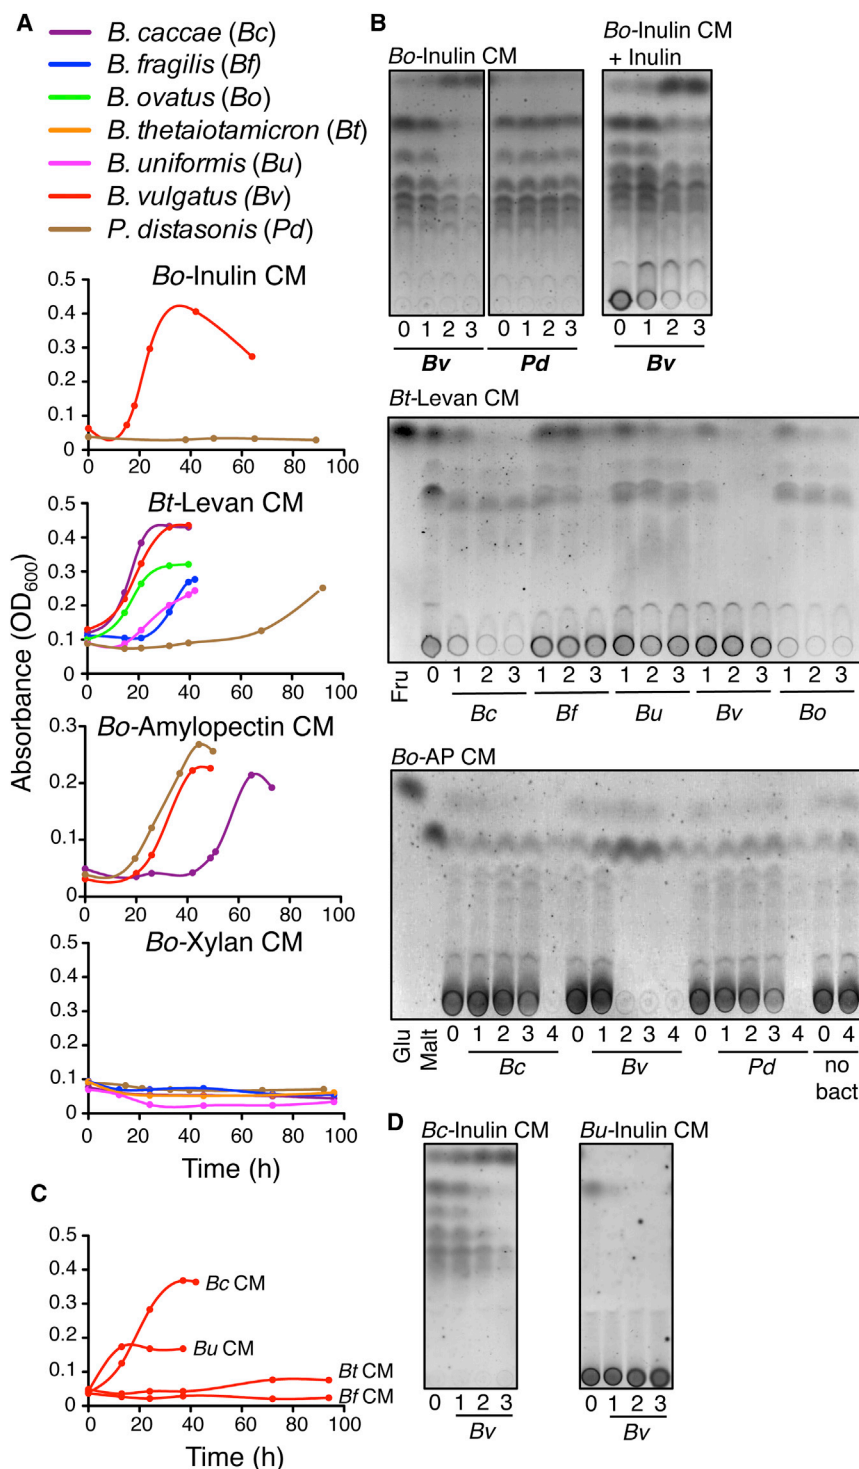 A
B. caccae (Bc)
B. fragilis (Bf)
B. ovatus (Bo)
B. thetaiotamicron (Bt)
B. uniformis (Bu)
B. vulgatus (Bv)
P. distasonis (Pd)
Absorbance (OD600)
Bo-Inulin CM
0.5
0.4
0.3
0.2
0.1
0
0 20 40 60 80 100
Bt-Levan CM
0.5
0.4
0.3
0.2
0.1
0
0 20 40 60 80 100
Bo-Amylopectin CM
0.3
0.2
0.1
0
0 20 40 60 80 100
Bo-Xylan CM
0.5
0.4
0.3
0.2
0.1
0
0 20 40 60 80 100
Time (h)
B
Bo-Inulin CM
0 1 2 3 0 1 2 3
Bv Pd
Bo-Inulin CM
+ Inulin
0 1 2 3
Bv
Bt-Levan CM
Fru 0 1 2 3 1 2 3 1 2 3 1 2 3 1 2 3
Bc Bf Bu Bv Bo
Bo-AP CM
Glu Malt 0 1 2 3 4 0 1 2 3 4 0 1 2 3 4 0 4
Bc Bv Pd no
bact
C
0.5
0.4
0.3
0.2
0.1
0
Bc CM
Bu CM
Bt CM
Bf CM
0 20 40 60 80 100
Time (h)
D
Bc-Inulin CM
0 1 2 3
Bv
Bu-Inulin CM
0 1 2 3
Bv